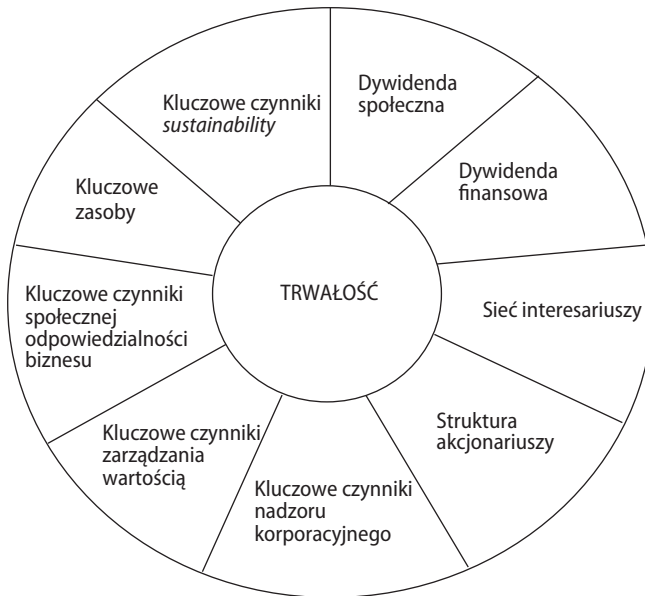 Kluczowe czynniki
sustainability
Dywidenda
społeczna
Dywidenda
finansowa
Sieć interesariuszy
Struktura
akcjonariuszy
Kluczowe czynniki
nadzoru
korporacyjnego
Kluczowe czynniki
zarządzania
wartością
Kluczowe czynniki
społecznej
odpowiedzialności
biznesu
Kluczowe
zasoby
TRWAŁOŚĆ